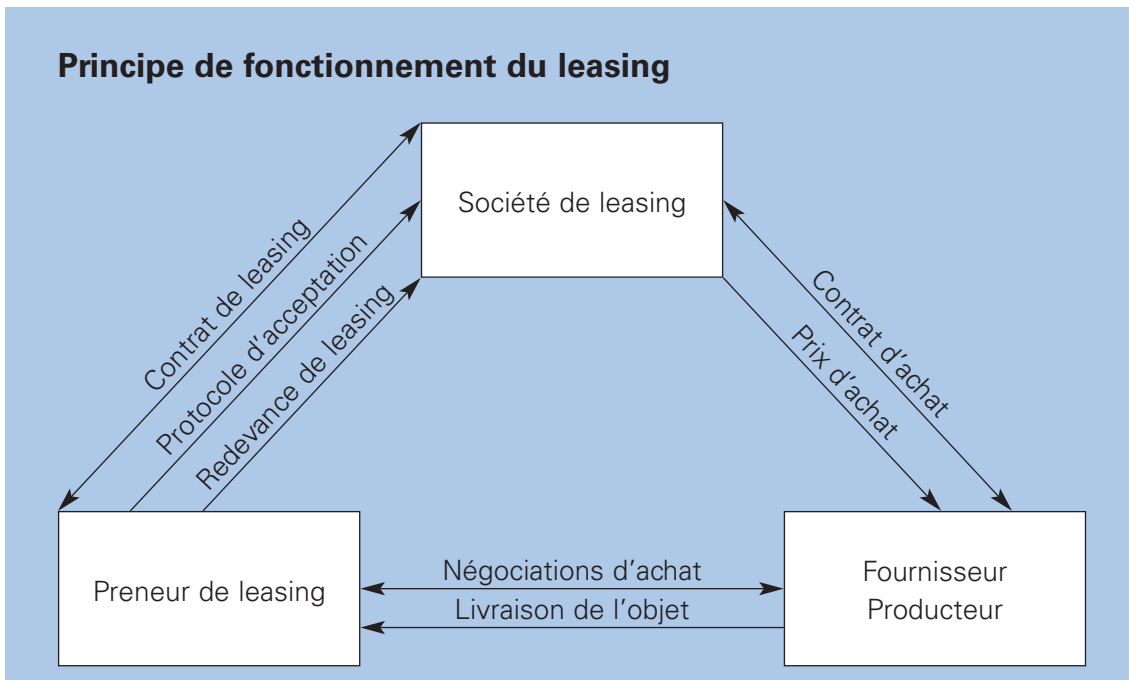 Principe de fonctionnement du leasing
Société de leasing
Contrat de leasing
Protocole d'acceptation
Redevance de leasing
Contrat d'achat
Prix d'achat
Preneur de leasing
Négociations d'achat
Livraison de l'objet
Fournisseur
Producteur